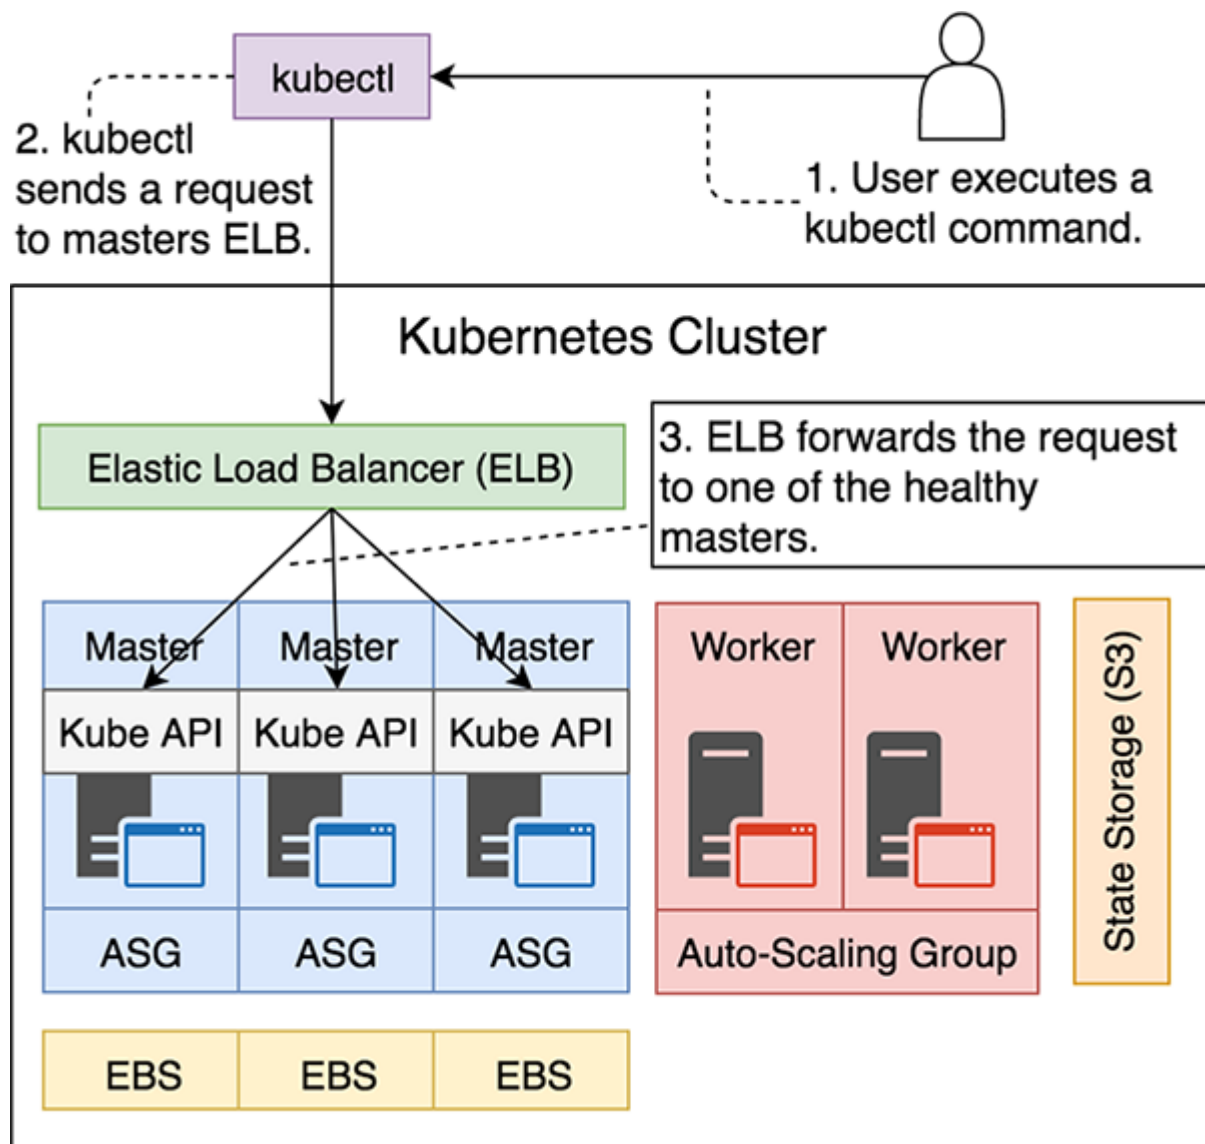 kubectl
2. kubectl
sends a request
to masters ELB.
1. User executes a
kubectl command.
Kubernetes Cluster
Elastic Load Balancer (ELB)
3. ELB forwards the request
to one of the healthy
masters.
Master Master Master
Kube API Kube API Kube API
ASG ASG ASG
EBS EBS EBS
Worker Worker
Auto-Scaling Group
State Storage (S3)